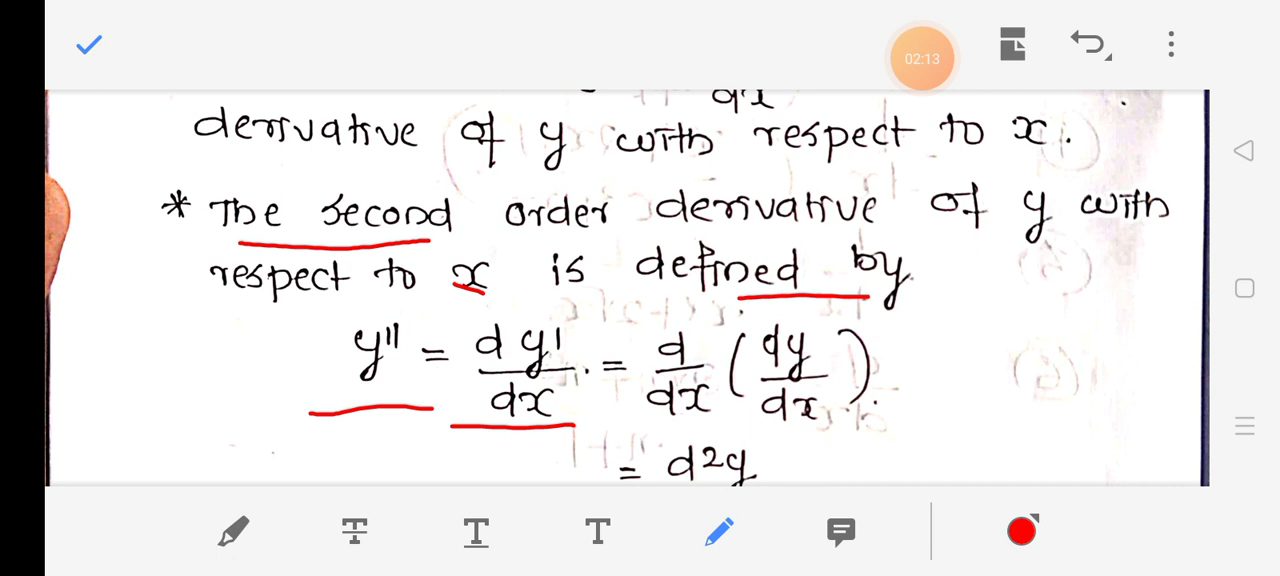 02:13
derivative of y with respect to x.
* The second order derivative of y with
respect to x is defined by
y'' = dy'/dx . = d/dx (dy/dx).
= d²y
T T T